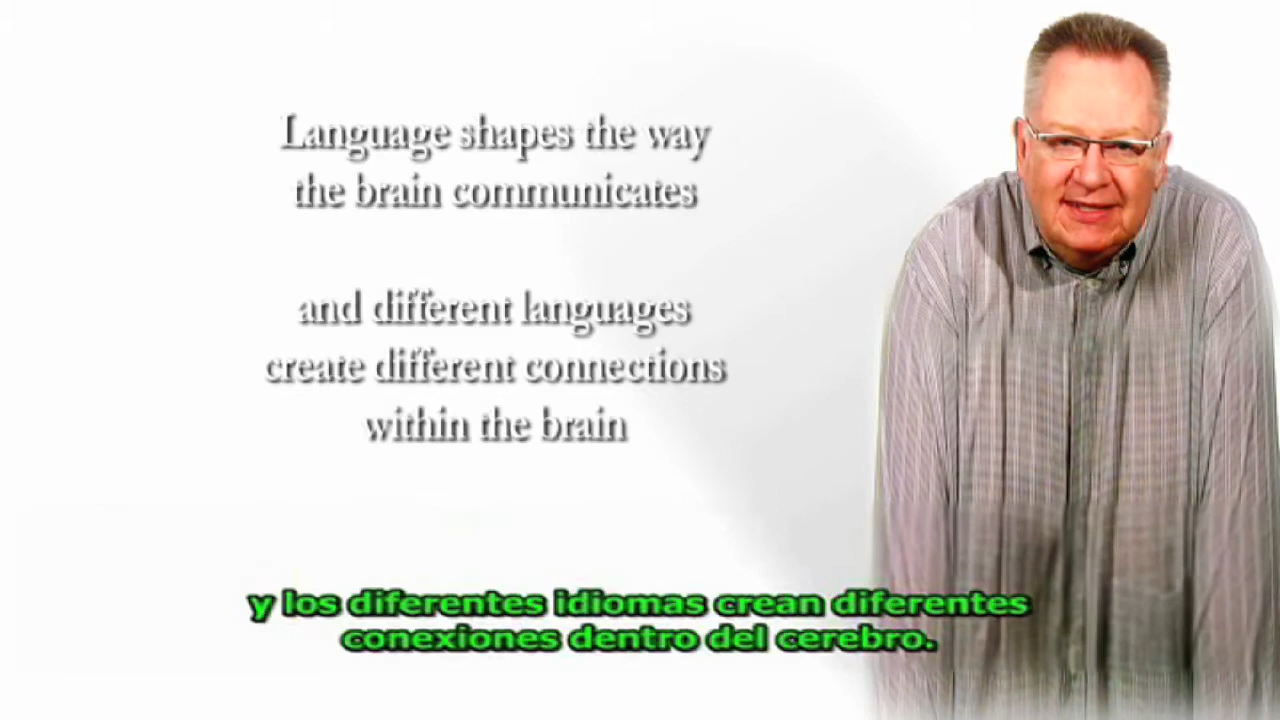 Language shapes the way
the brain communicates
and different languages
create different connections
within the brain
y los diferentes idiomas crean diferentes
conexiones dentro del cerebro.